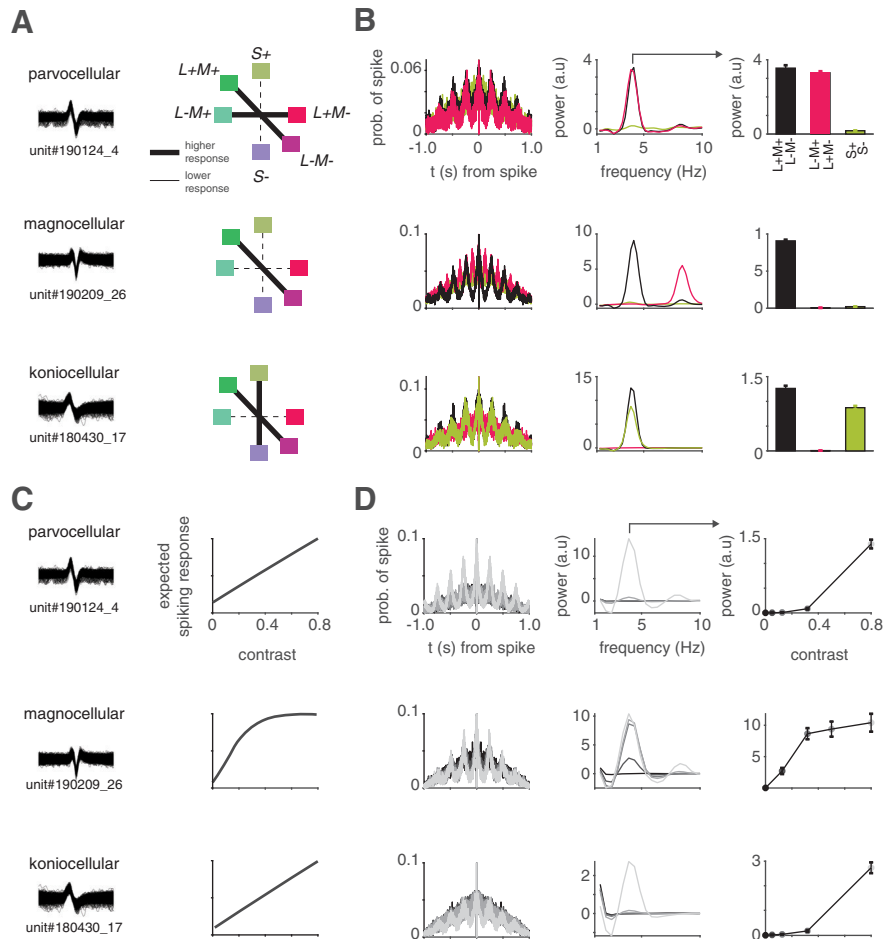 A
parvocellular
unit#190124_4
S+
L+M+
L-M+
L+M-
L-M-
S-
higher
response
lower
response
magnocellular
unit#190209_26
koniocellular
unit#180430_17
B
prob. of spike
0.06
0
-1.0 0 1.0
t (s) from spike
power (a.u)
4
2
0
1 5 10
frequency (Hz)
power (a.u)
4
2
0
L+M+
L-M-
L-M+
L+M-
S+
S-
0.1
0
10
5
0
1
0
0.1
0
15
0
1.5
0
C
parvocellular
unit#190124_4
expected
spiking response
0 0.4 0.8
contrast
magnocellular
unit#190209_26
koniocellular
unit#180430_17
D
prob. of spike
0.1
0
-1.0 0 1.0
t (s) from spike
power (a.u)
10
0
1 5 10
frequency (Hz)
power (a.u)
1.5
0
0 0.4 0.8
contrast
0.1
0
10
5
0
10
5
0
0.1
0
2
0
3
0